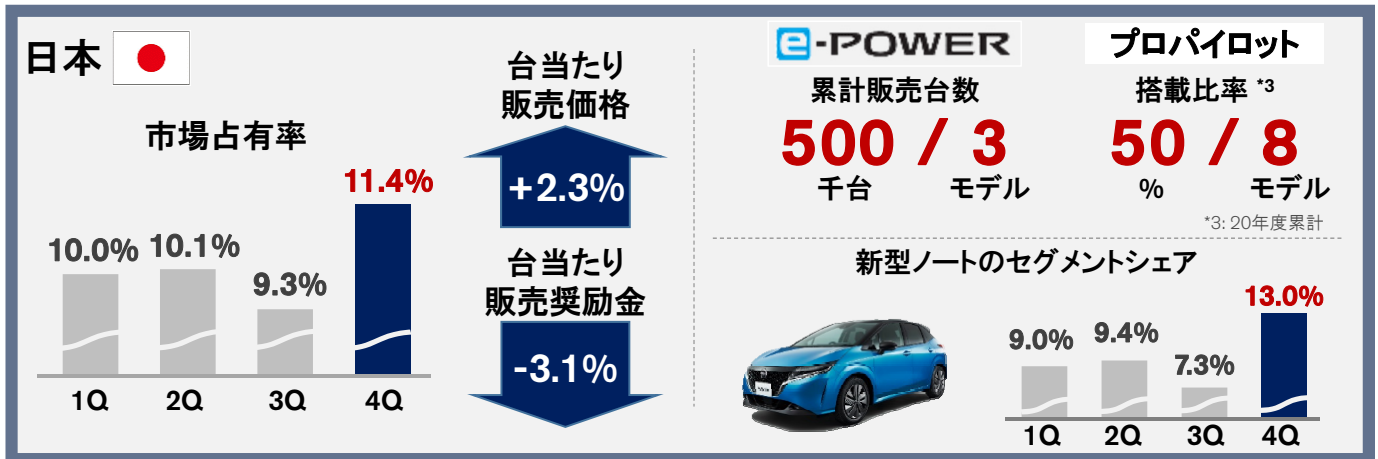 日本
市場占有率
10.0%
10.1%
9.3%
11.4%
1Q 2Q 3Q 4Q
台当たり
販売価格
+2.3%
台当たり
販売奨励金
-3.1%
e-POWER
累計販売台数
500 / 3
千台 モデル
プロパイロット
搭載比率 *3
50 / 8
% モデル
*3: 20年度累計
新型ノートのセグメントシェア
9.0%
9.4%
7.3%
13.0%
1Q 2Q 3Q 4Q